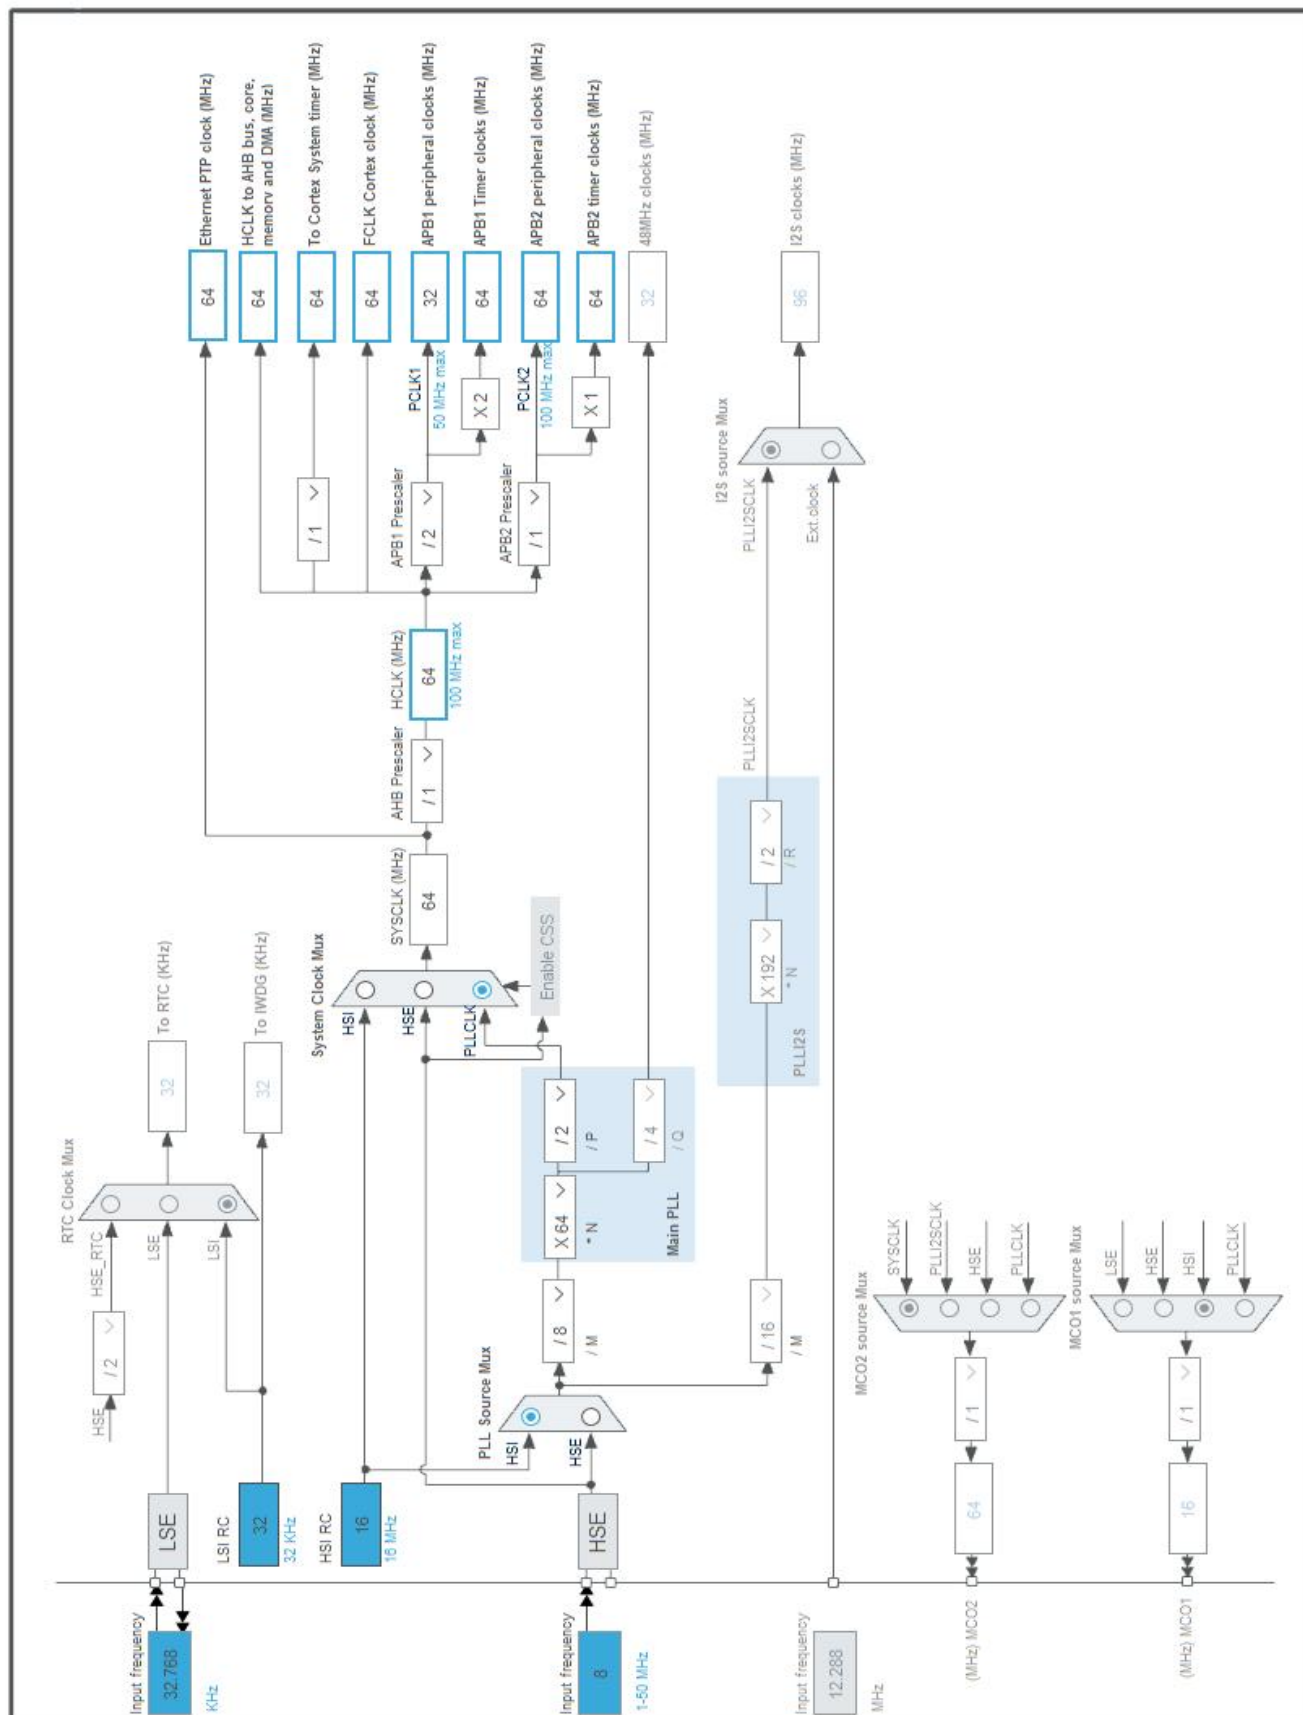 Input frequency
32.768
KHz
LSE
HSE
/ 2
HSE_RTC
LSE
LSI
RTC Clock Mux
32
To RTC (KHz)
LSI RC
32
32 KHz
32
To IWDG (KHz)
HSI RC
16
16 MHz
System Clock Mux
HSI
HSE
PLLCLK
Enable CSS
SYSCLK (MHz)
64
AHB Prescaler
/ 1
HCLK (MHz)
64
100 MHz max
64
Ethernet PTP clock (MHz)
64
HCLK to AHB bus, core,
memory and DMA (MHz)
/ 1
64
To Cortex System timer (MHz)
64
FCLK Cortex clock (MHz)
APB1 Prescaler
/ 2
PCLK1
50 MHz max
32
APB1 peripheral clocks (MHz)
X 2
64
APB1 Timer clocks (MHz)
APB2 Prescaler
/ 1
PCLK2
100 MHz max
64
APB2 peripheral clocks (MHz)
X 1
64
APB2 timer clocks (MHz)
32
48MHz clocks (MHz)
Input frequency
8
1-50 MHz
HSE
PLL Source Mux
HSI
HSE
/ 8
/ M
X 64
* N
/ 2
/ P
/ 4
/ Q
Main PLL
/ 16
/ M
X 192
* N
/ 2
/ R
PLLI2S
PLLI2SCLK
PLLI2SCLK
I2S source Mux
Ext.clock
96
I2S clocks (MHz)
Input frequency
12.288
MHz
(MHz) MCO2
64
/ 1
MCO2 source Mux
SYSCLK
PLLI2SCLK
HSE
PLLCLK
(MHz) MCO1
16
/ 1
MCO1 source Mux
LSE
HSE
HSI
PLLCLK